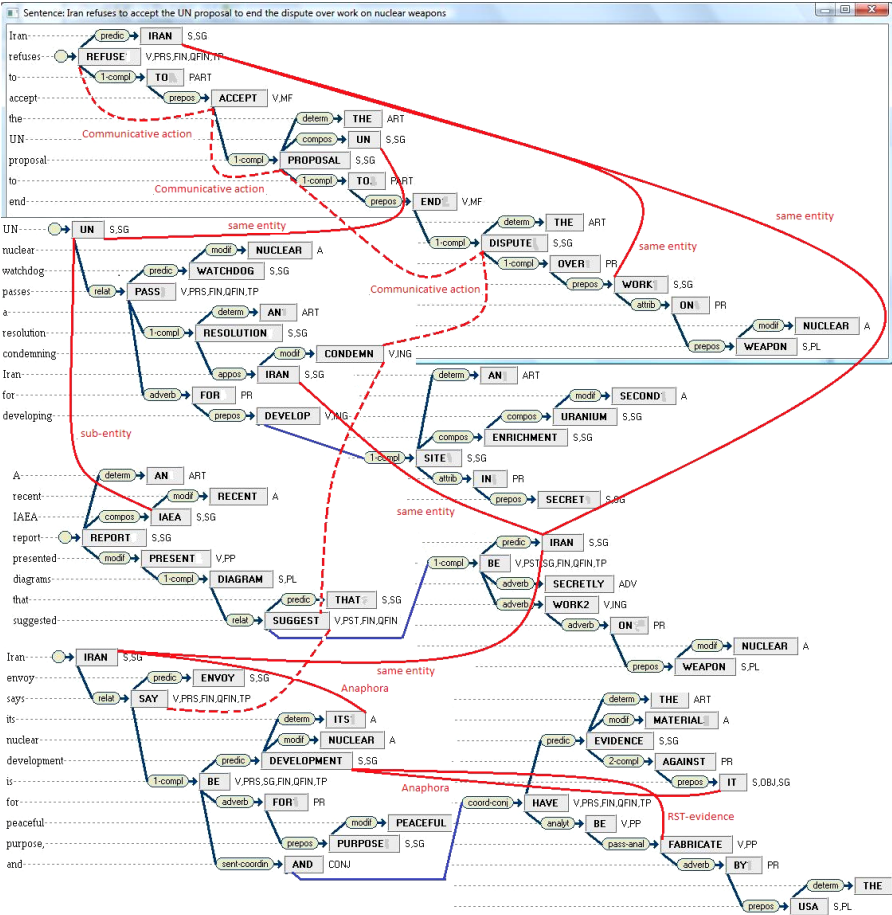 Sentence: Iran refuses to accept the UN proposal to end the dispute over work on nuclear weapons
Iran predic IRAN S,SG
refuses REFUSE V,PRS,FIN,QFIN,TP
to 1-compl TO PART
accept prepos ACCEPT V,MF
the determ THE ART
Communicative action
UN compos UN S,SG
proposal 1-compl PROPOSAL S,SG
to 1-compl TO PART
Communicative action
end prepos END V,MF
same entity
UN UN S,SG same entity determ THE ART
nuclear modif NUCLEAR A 1-compl DISPUTE S,SG
same entity
watchdog predic WATCHDOG S,SG 1-compl OVER PR
passes relat PASS V,PRS,FIN,QFIN,TP Communicative action prepos WORK S,SG
a determ AN ART attrib ON PR
resolution 1-compl RESOLUTION S,SG modif NUCLEAR A
condemning modif CONDEMN V,ING prepos WEAPON S,PL
Iran appos IRAN S,SG determ AN ART
for adverb FOR PR modif SECOND A
developing prepos DEVELOP V,ING compos URANIUM S,SG
sub-entity compos ENRICHMENT S,SG
1-compl SITE S,SG
A determ AN ART attrib IN PR
recent modif RECENT A prepos SECRET S,SG
IAEA compos IAEA S,SG same entity
report REPORT S,SG predic IRAN S,SG
presented modif PRESENT V,PP 1-compl BE V,PST,SG,FIN,QFIN,TP
diagrams 1-compl DIAGRAM S,PL adverb SECRETLY ADV
that predic THAT S,SG adverb WORK2 V,ING
suggested relat SUGGEST V,PST,FIN,QFIN adverb ON PR
modif NUCLEAR A
Iran IRAN S,SG prepos WEAPON S,PL
same entity
envoy predic ENVOY S,SG
Anaphora
says relat SAY V,PRS,FIN,QFIN,TP determ THE ART
its determ ITS A modif MATERIAL A
nuclear modif NUCLEAR A predic EVIDENCE S,SG
development predic DEVELOPMENT S,SG 2-compl AGAINST PR
is 1-compl BE V,PRS,SG,FIN,QFIN,TP Anaphora prepos IT S,OBJ,SG
for adverb FOR PR coord-conj HAVE V,PRS,FIN,QFIN,TP
RST-evidence
peaceful modif PEACEFUL analyt BE V,PP
purpose, prepos PURPOSE S,SG pass-anal FABRICATE V,PP
and sent-coordin AND CONJ adverb BY PR
determ THE
prepos USA S,PL